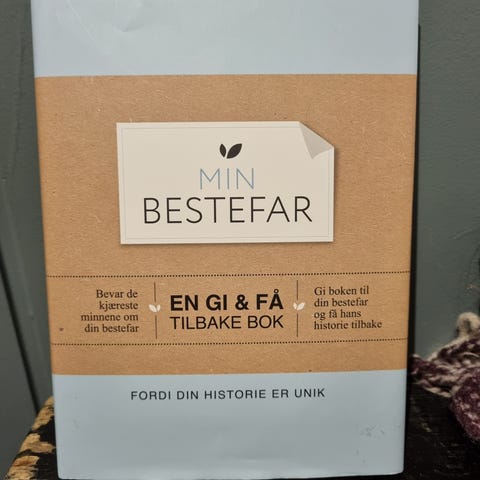 MIN
BESTEFAR
Bevar de
kjæreste
minnene om
din bestefar
EN GI & FÅ
TILBAKE BOK
Gi boken til
din bestefar
og få hans
historie tilbake
FORDI DIN HISTORIE ER UNIK